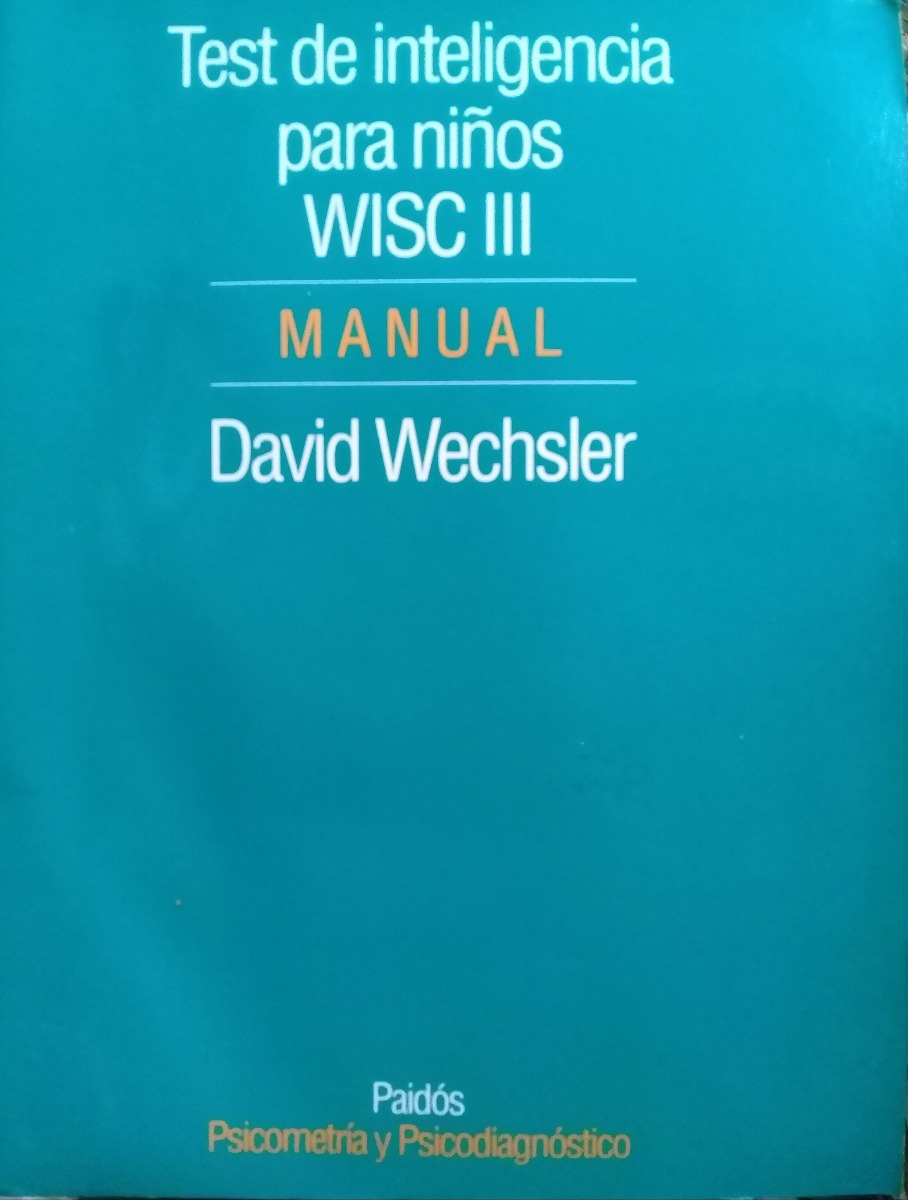 Test de inteligencia
para niños
WISC III
MANUAL
David Wechsler
Paidós
Psicometría y Psicodiagnóstico